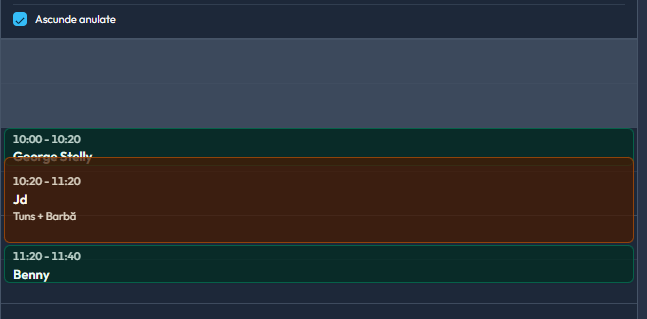 Ascunde anulate
10:00 - 10:20
George Stelly
10:20 - 11:20
Jd
Tuns + Barbă
11:20 - 11:40
Benny